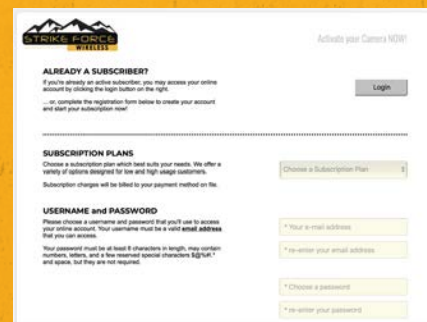 STRIKE FORCE
WIRELESS
Activate your Camera NOW!
ALREADY A SUBSCRIBER?
If you're already an active subscriber, you may access your online
account by clicking the login button on the right.
... or, complete the registration form below to create your account
and start your subscription now!
Login
SUBSCRIPTION PLANS
Choose a subscription plan which best suits your needs. We offer a
variety of options designed for low and high usage customers.
Subscription charges will be billed to your payment method on file.
Choose a Subscription Plan
USERNAME and PASSWORD
Please choose a username and password that you'll use to access
your online account. Your username must be a valid email address
that you can access.
Your password must be at least 6 characters in length, may contain
numbers, letters, and a few reserved special characters
and space, but they are not required.
* Your e-mail address
* re-enter your email address
* Choose a password
* re-enter your password